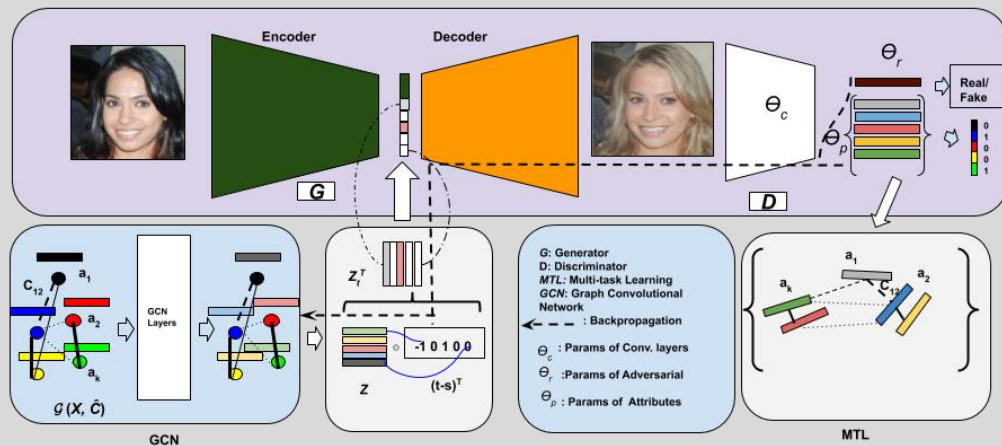 Encoder
Decoder
G
D
Θc
Θr
Θp
Real/
Fake
0
1
0
0
1
a1
C12
a2
ak
G (X, Ĉ)
GCN
Layers
GCN
ZtT
Z
⊙
-1 0 1 0 0
(t-s)T
G: Generator
D: Discriminator
MTL: Multi-task Learning
GCN: Graph Convolutional
Network
: Backpropagation
Θc : Params of Conv. layers
Θr :Params of Adversarial
Θp : Params of Attributes
a1
ak
C12
a2
MTL